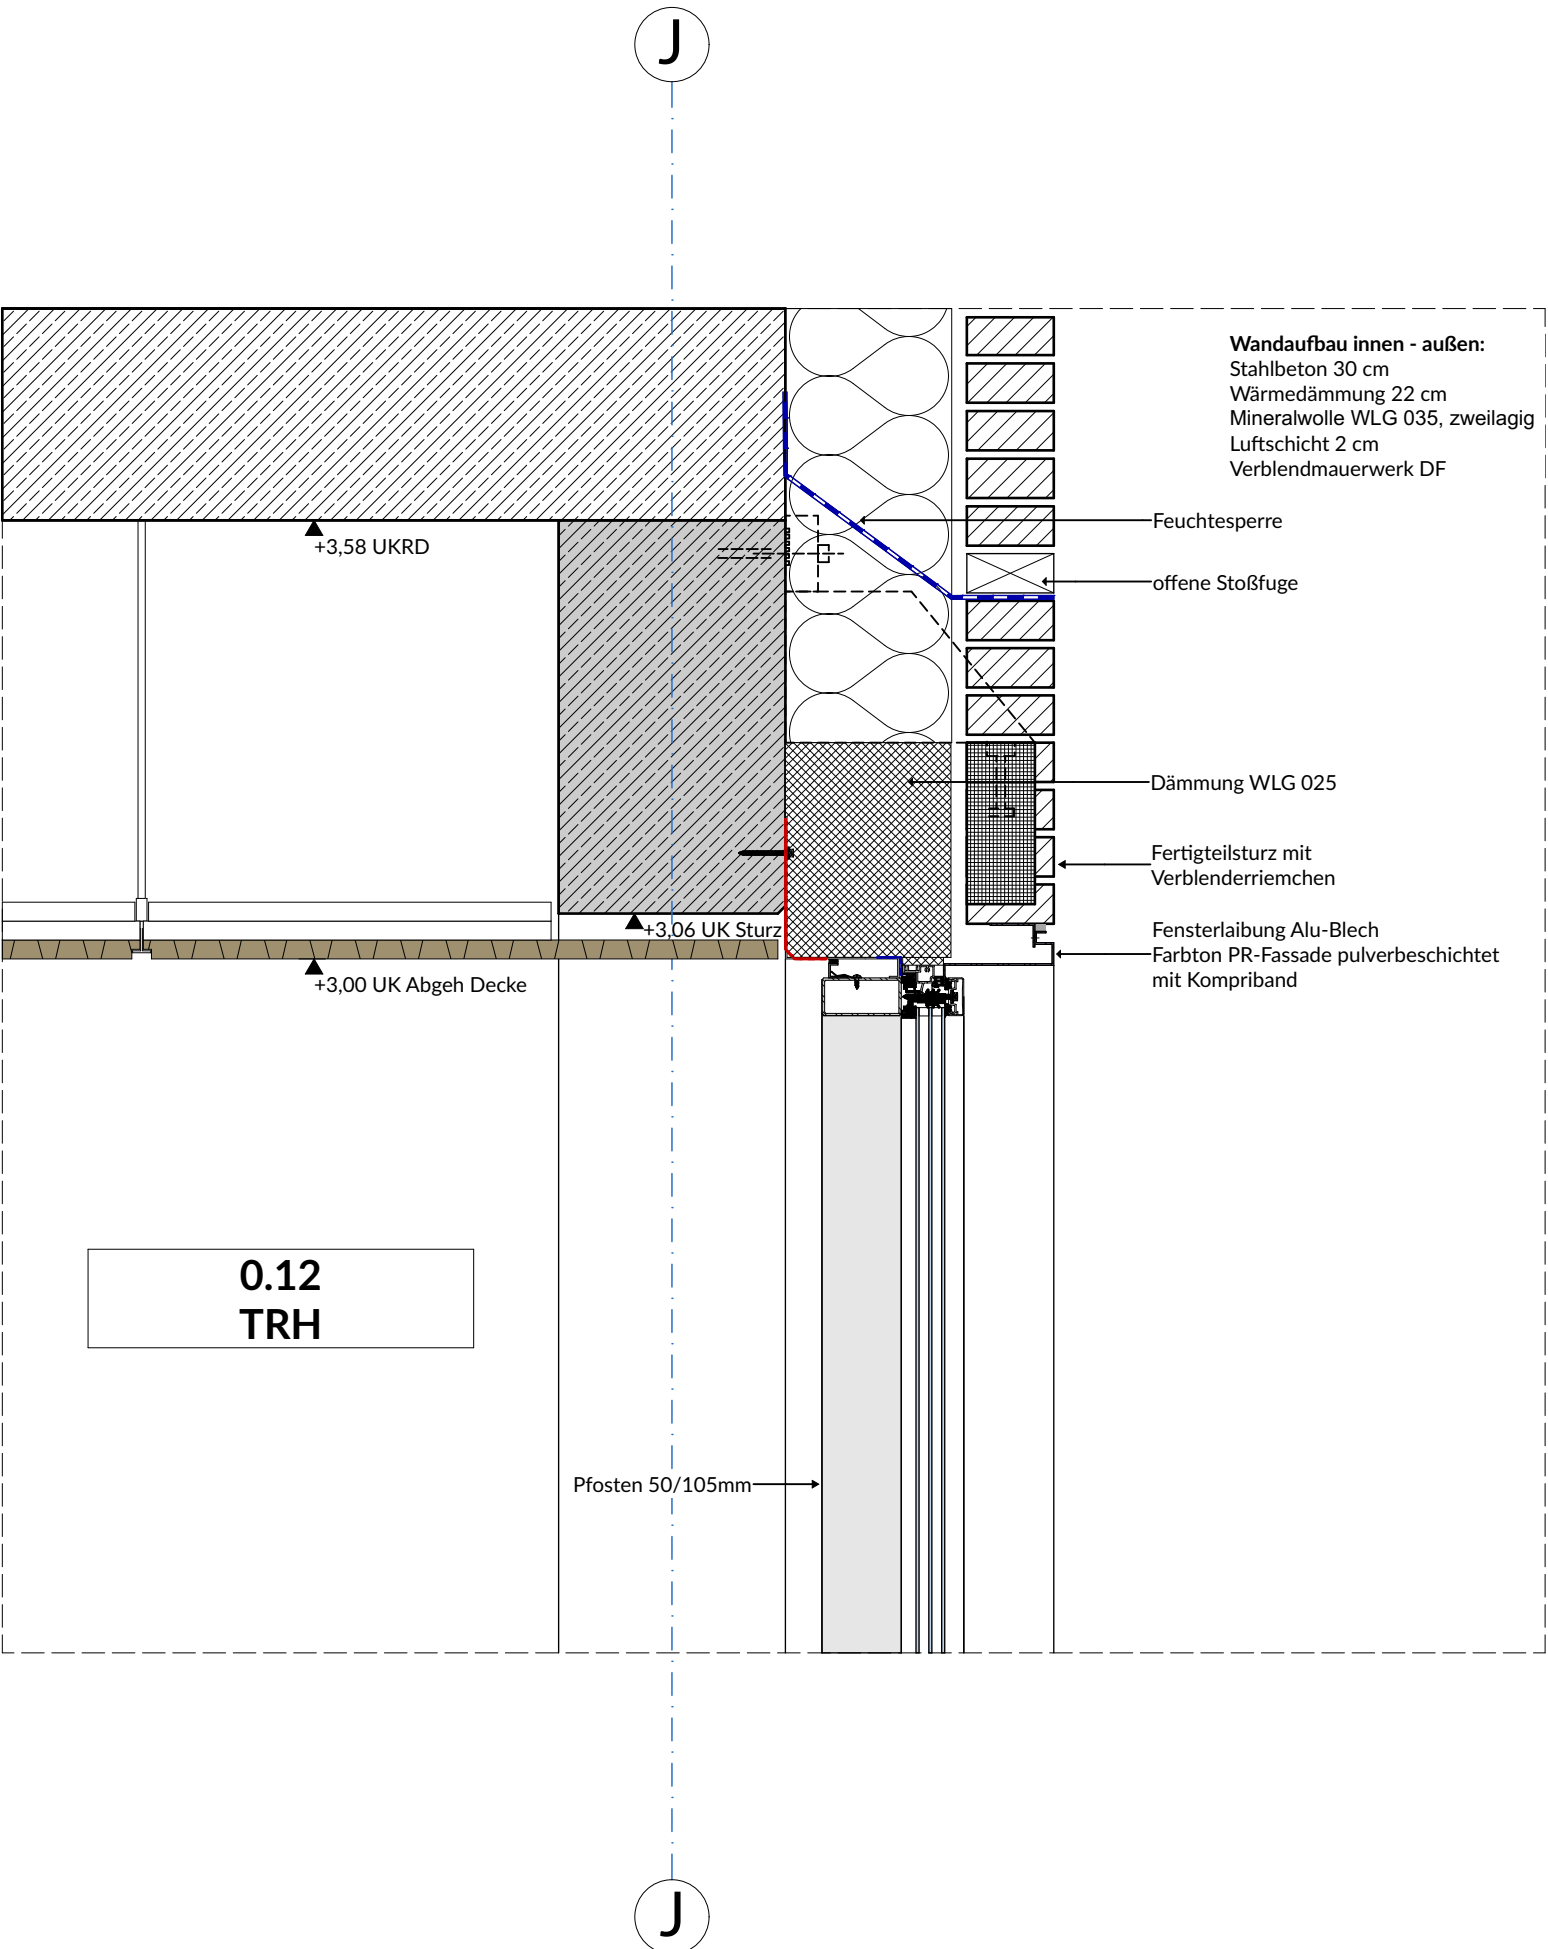 J
Wandaufbau innen - außen:
Stahlbeton 30 cm
Wärmedämmung 22 cm
Mineralwolle WLG 035, zweilagig
Luftschicht 2 cm
Verblendmauerwerk DF
Feuchtesperre
+3,58 UKRD
offene Stoßfuge
Dämmung WLG 025
Fertigteilsturz mit
Verblenderriemchen
+3,06 UK Sturz
Fensterlaibung Alu-Blech
Farbton PR-Fassade pulverbeschichtet
mit Kompriband
+3,00 UK Abgeh Decke
0.12
TRH
Pfosten 50/105mm
J